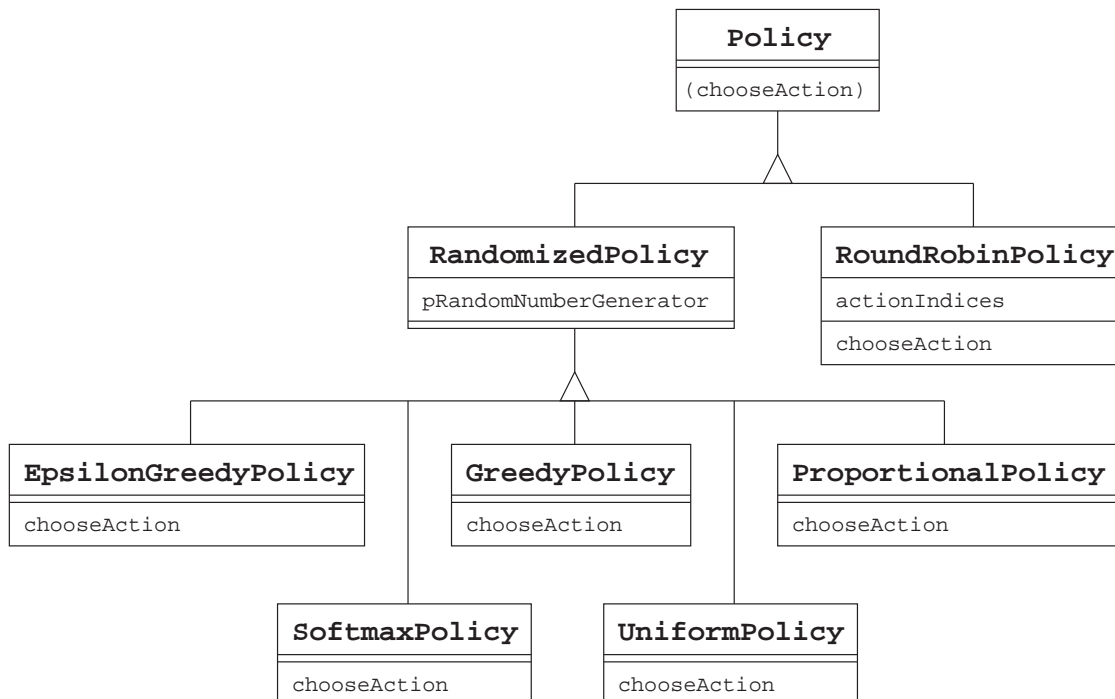 Policy
(chooseAction)
RandomizedPolicy
pRandomNumberGenerator
RoundRobinPolicy
actionIndices
chooseAction
EpsilonGreedyPolicy
chooseAction
GreedyPolicy
chooseAction
ProportionalPolicy
chooseAction
SoftmaxPolicy
chooseAction
UniformPolicy
chooseAction